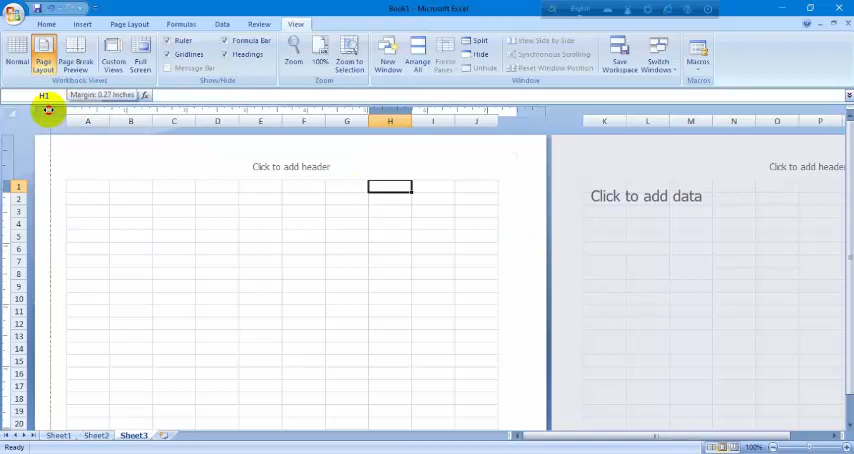 Book1 - Microsoft Excel
English
Home Insert Page Layout Formulas Data Review View
Normal Page Layout Page Break Preview Custom Views Full Screen
Workbook Views
Ruler Formula Bar
Gridlines Headings
Message Bar
Show/Hide
Zoom 100% Zoom to Selection
Zoom
New Window Arrange All Freeze Panes
Split View Side by Side
Hide Synchronous Scrolling
Unhide Reset Window Position
Window
Save Workspace Switch Windows
Macros
Macros
H1 Margin: 0.27 Inches fx
A B C D E F G H I J K L M N O P
Click to add header Click to add header
1
Click to add data
2
3
4
5
6
7
8
9
10
11
12
13
14
15
16
17
18
19
20
Sheet1 Sheet2 Sheet3
Ready 100%